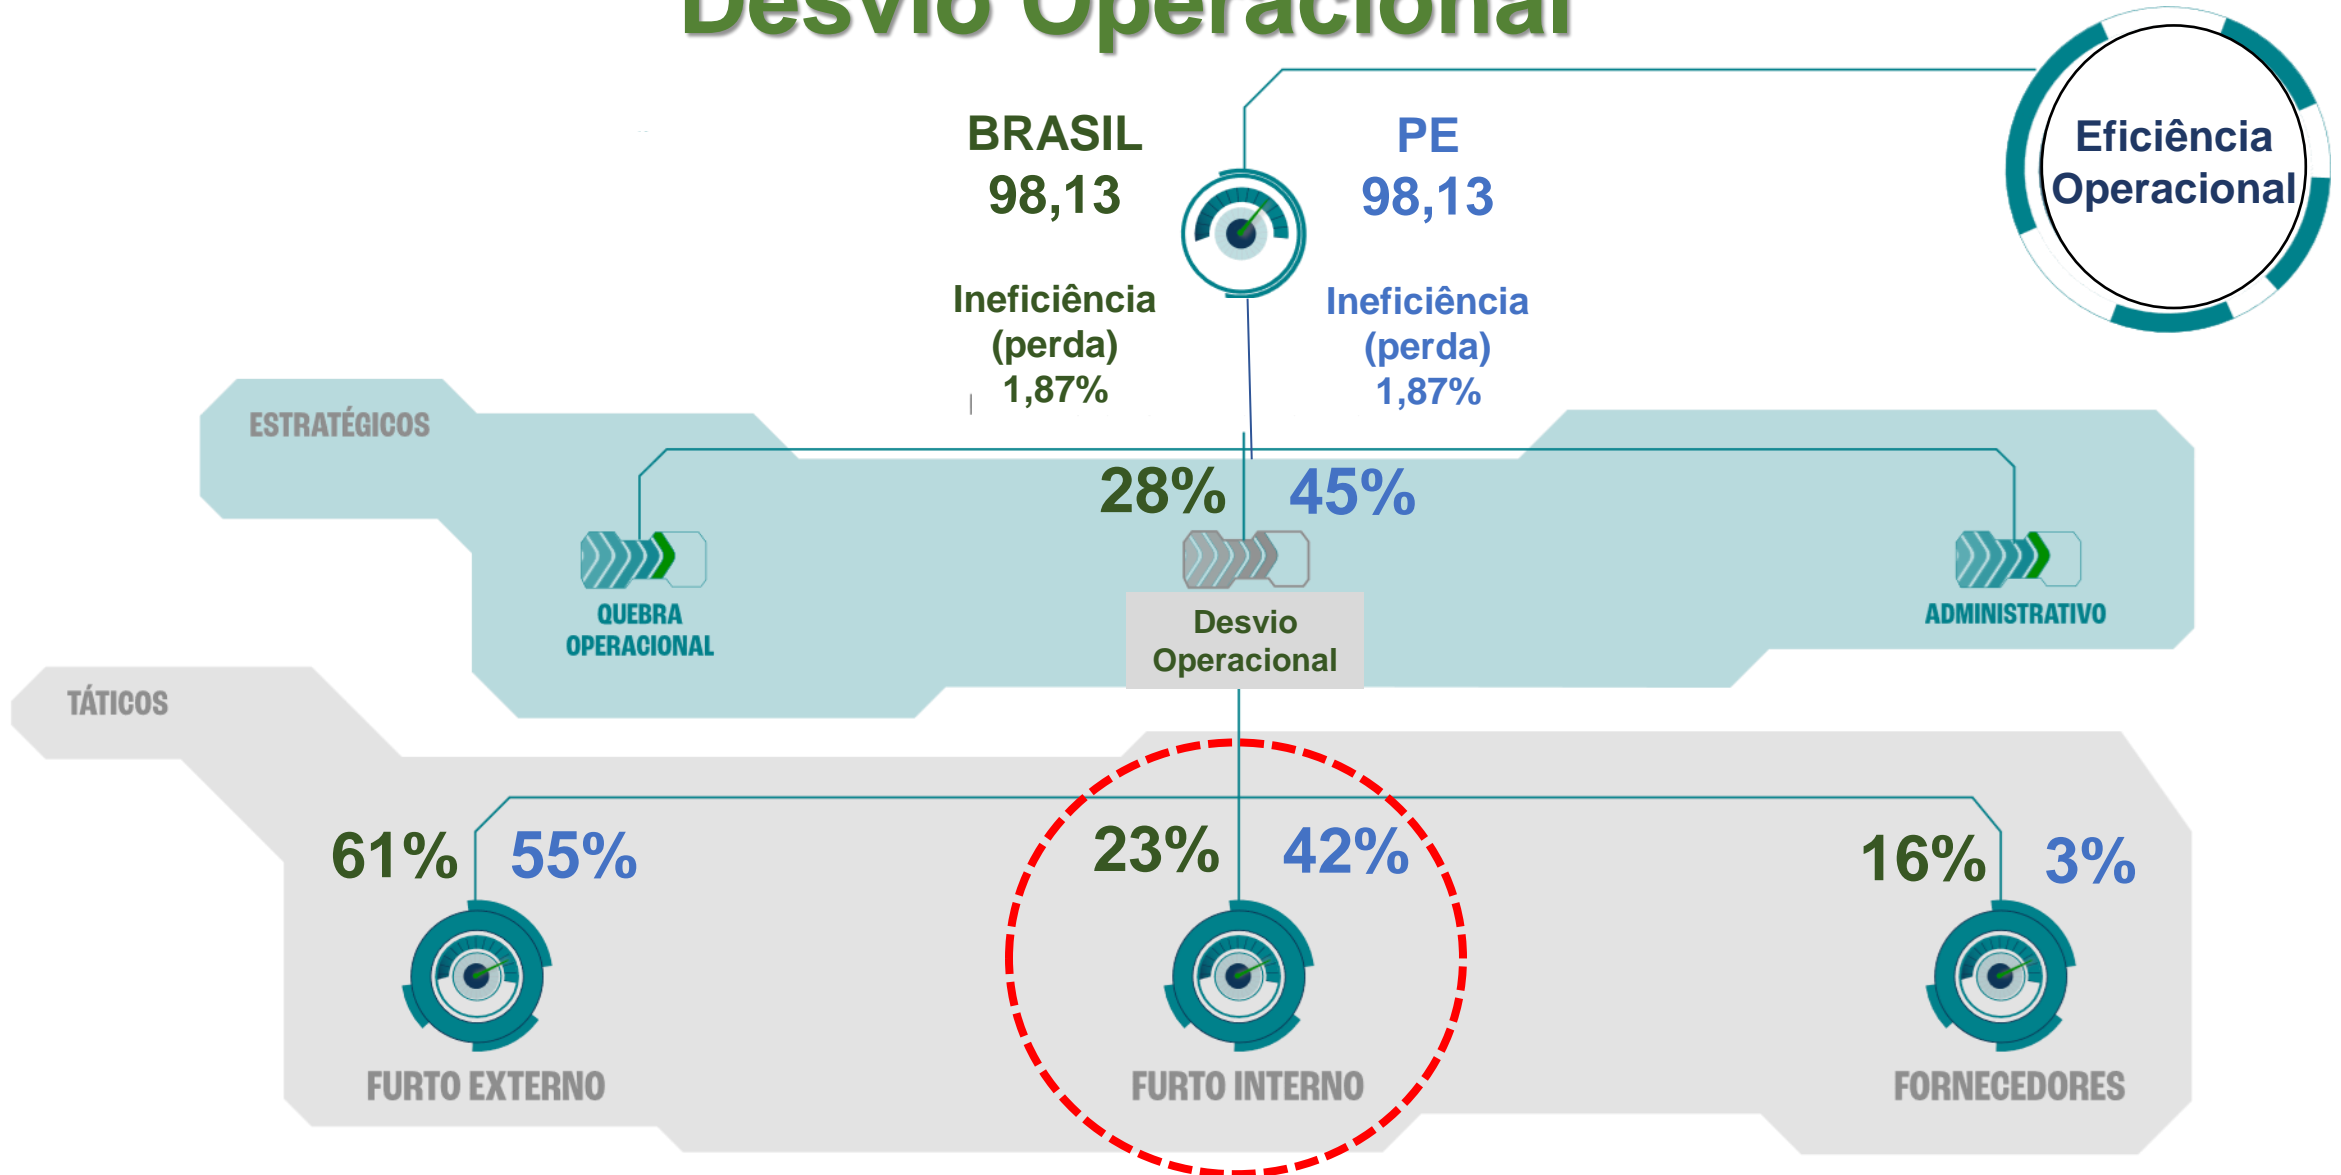 Desvio Operacional
BRASIL
98,13
PE
98,13
Eficiência
Operacional
Ineficiência
(perda)
1,87%
Ineficiência
(perda)
1,87%
ESTRATÉGICOS
28%
45%
QUEBRA
OPERACIONAL
Desvio
Operacional
ADMINISTRATIVO
TÁTICOS
61%
55%
23%
42%
16%
3%
FURTO EXTERNO
FURTO INTERNO
FORNECEDORES